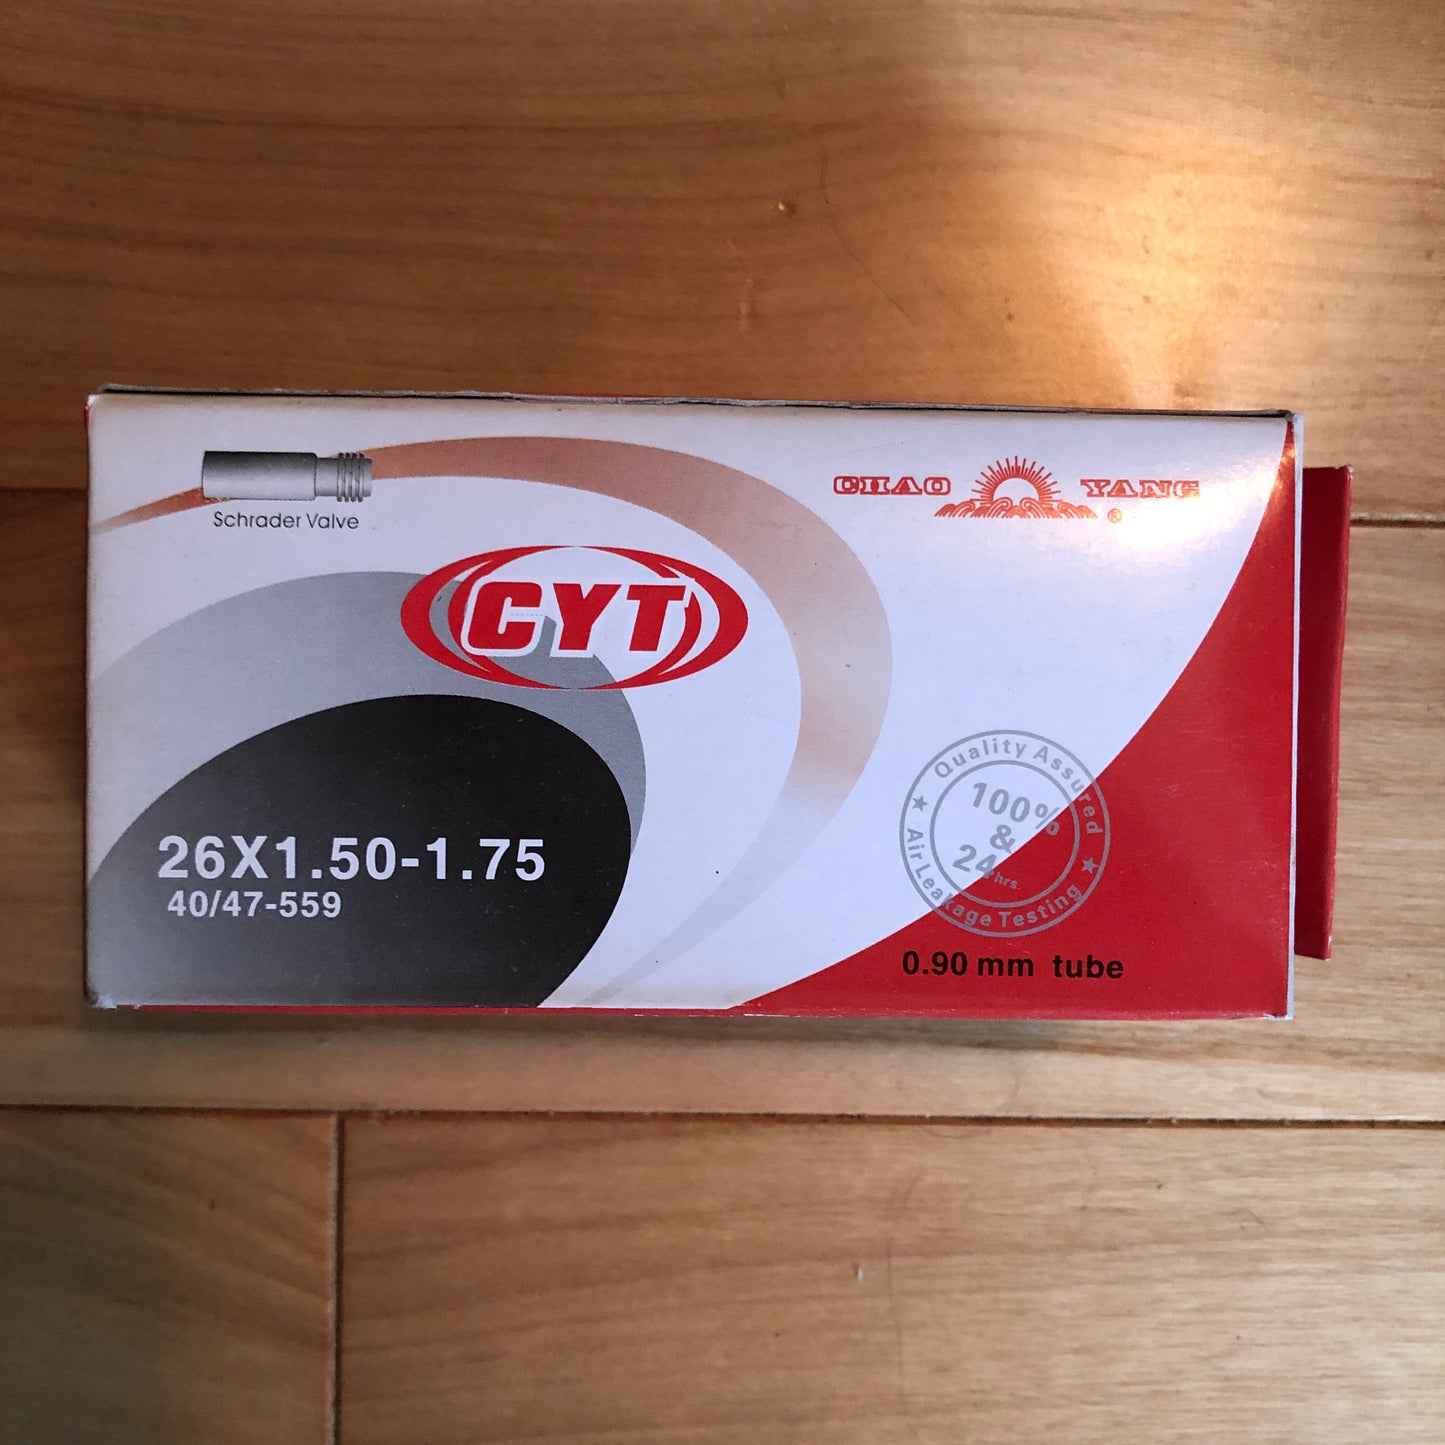 Schrader Valve
CHAO YANG
®
CYT
26X1.50-1.75
40/47-559
Quality Assured
100%
&
24hrs.
Air Leakage Testing
0.90 mm tube